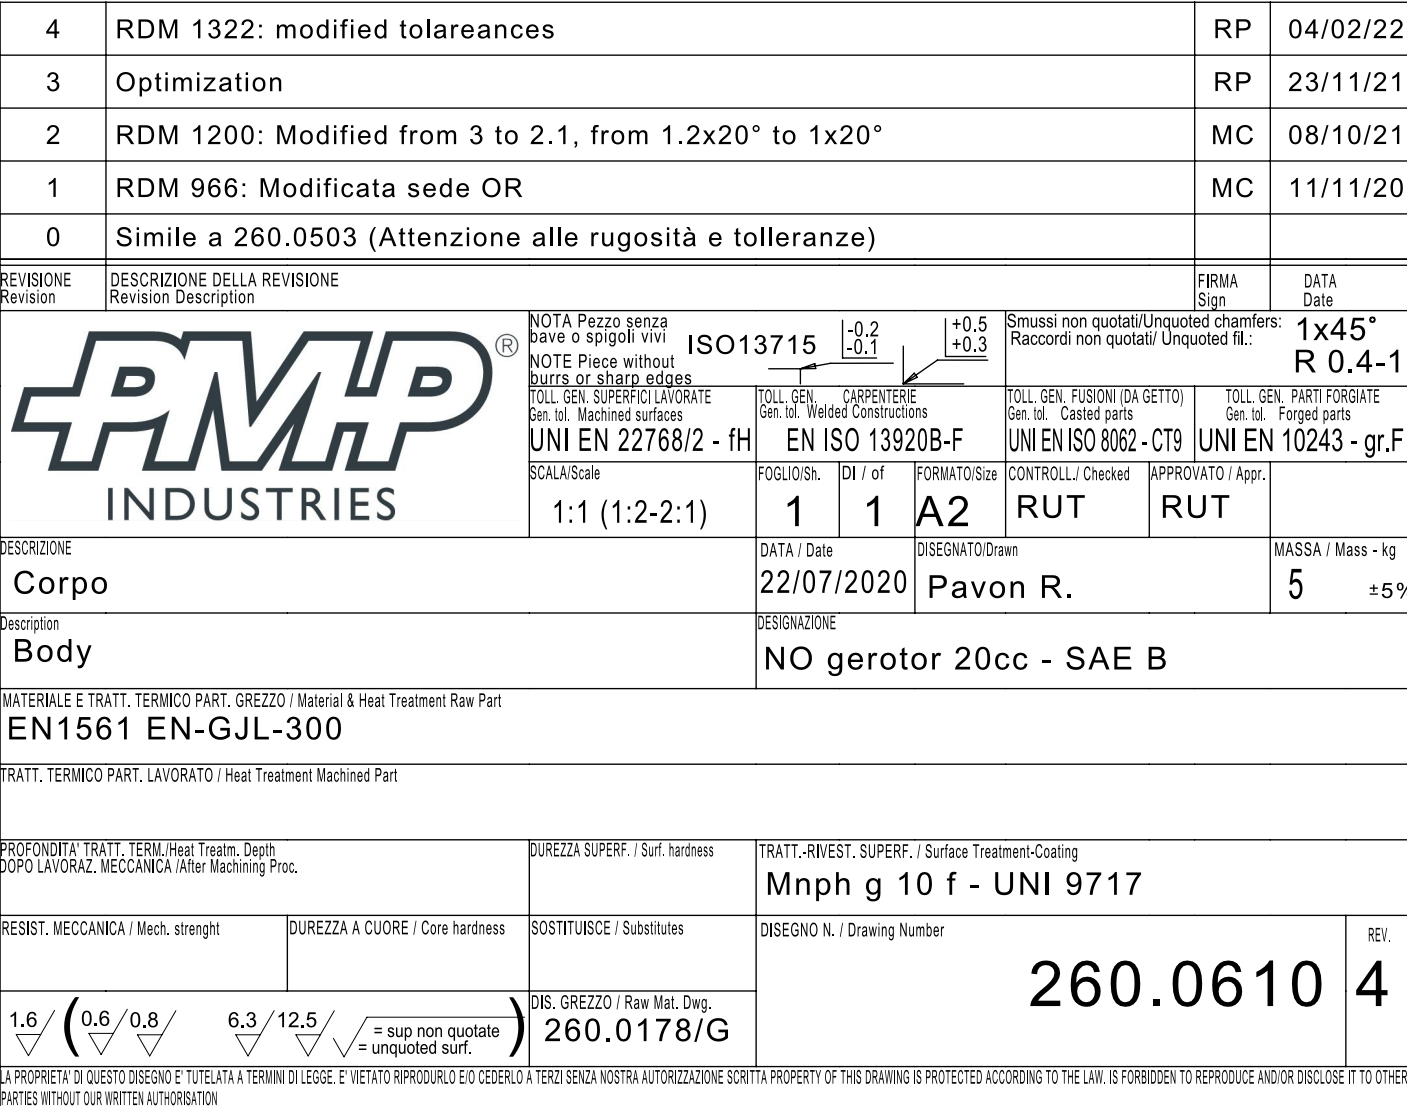 4 RDM 1322: modified tolareances RP 04/02/22
3 Optimization RP 23/11/21
2 RDM 1200: Modified from 3 to 2.1, from 1.2x20° to 1x20° MC 08/10/21
1 RDM 966: Modificata sede OR MC 11/11/20
0 Simile a 260.0503 (Attenzione alle rugosità e tolleranze)
REVISIONE DESCRIZIONE DELLA REVISIONE FIRMA DATA
Revision Revision Description Sign Date
PMP®
INDUSTRIES
NOTA Pezzo senza
bave o spigoli vivi
NOTE Piece without
burrs or sharp edges
ISO13715
-0.2
-0.1
+0.5
+0.3
Smussi non quotati/Unquoted chamfers: 1x45°
Raccordi non quotati/ Unquoted fil.: R 0.4-1
TOLL. GEN. SUPERFICI LAVORATE
Gen. tol. Machined surfaces
UNI EN 22768/2 - fH
TOLL. GEN. CARPENTERIE
Gen. tol. Welded Constructions
EN ISO 13920B-F
TOLL. GEN. FUSIONI (DA GETTO)
Gen. tol. Casted parts
UNI EN ISO 8062 - CT9
TOLL. GEN. PARTI FORGIATE
Gen. tol. Forged parts
UNI EN 10243 - gr.F
SCALA/Scale
1:1 (1:2-2:1)
FOGLIO/Sh.
1
DI / of
1
FORMATO/Size
A2
CONTROLL./ Checked
RUT
APPROVATO / Appr.
RUT
DESCRIZIONE
Corpo
DATA / Date
22/07/2020
DISEGNATO/Drawn
Pavon R.
MASSA / Mass - kg
5 ±5%
Description
Body
DESIGNAZIONE
NO gerotor 20cc - SAE B
MATERIALE E TRATT. TERMICO PART. GREZZO / Material & Heat Treatment Raw Part
EN1561 EN-GJL-300
TRATT. TERMICO PART. LAVORATO / Heat Treatment Machined Part
PROFONDITA' TRATT. TERM./Heat Treatm. Depth
DOPO LAVORAZ. MECCANICA /After Machining Proc.
DUREZZA SUPERF. / Surf. hardness
TRATT.-RIVEST. SUPERF. / Surface Treatment-Coating
Mnph g 10 f - UNI 9717
RESIST. MECCANICA / Mech. strenght
DUREZZA A CUORE / Core hardness
SOSTITUISCE / Substitutes
DISEGNO N. / Drawing Number
260.0610
REV.
4
1.6 ( 0.6 0.8 6.3 12.5 = sup non quotate )
= unquoted surf.
DIS. GREZZO / Raw Mat. Dwg.
260.0178/G
LA PROPRIETA' DI QUESTO DISEGNO E' TUTELATA A TERMINI DI LEGGE. E' VIETATO RIPRODURLO E/O CEDERLO A TERZI SENZA NOSTRA AUTORIZZAZIONE SCRITTA PROPERTY OF THIS DRAWING IS PROTECTED ACCORDING TO THE LAW. IS FORBIDDEN TO REPRODUCE AND/OR DISCLOSE IT TO OTHER
PARTIES WITHOUT OUR WRITTEN AUTHORISATION